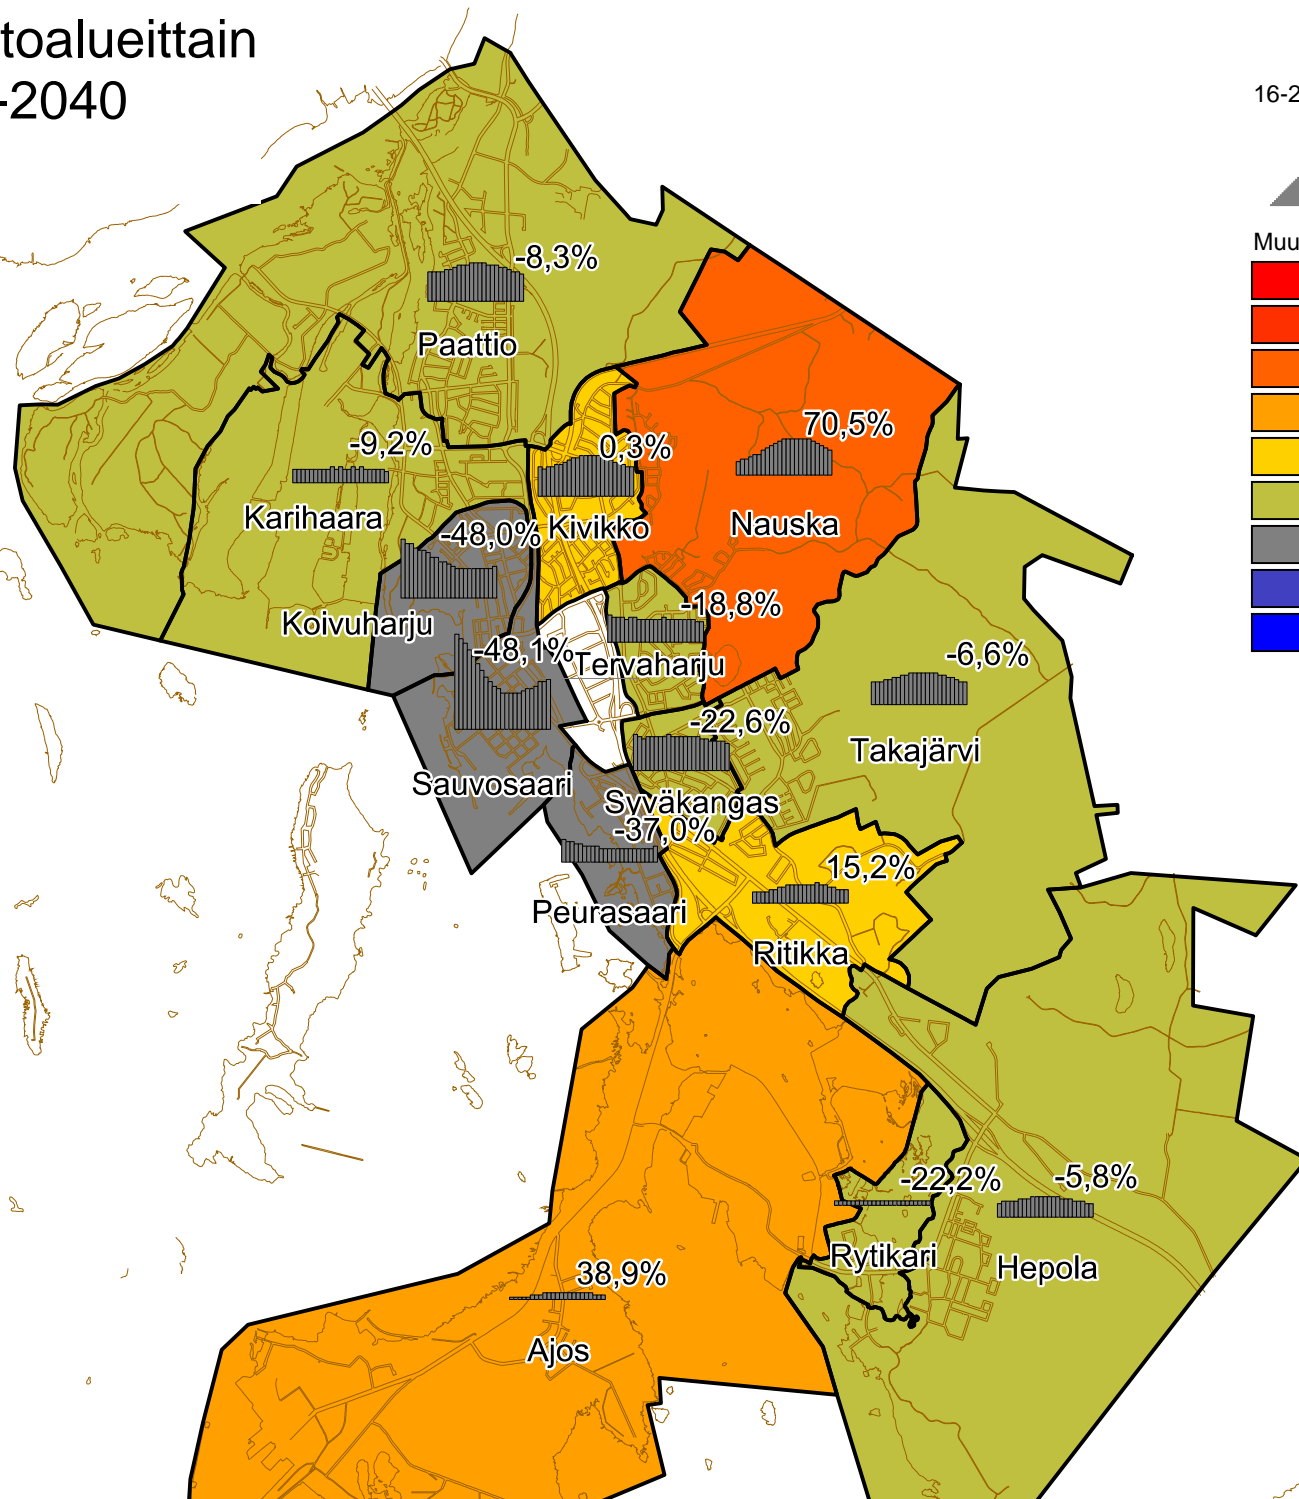 toalueittain
-2040
16-2
Muu
-8,3%
Paattio
-9,2%
Karihaara
0,3%
Kivikko
70,5%
Nauska
-48,0%
Koivuharju
-18,8%
Tervaharju
-48,1%
Sauvosaari
-6,6%
Takajärvi
-22,6%
Syväkangas
-37,0%
Peurasaari
15,2%
Ritikka
-22,2%
Rytikari
-5,8%
Hepola
38,9%
Ajos